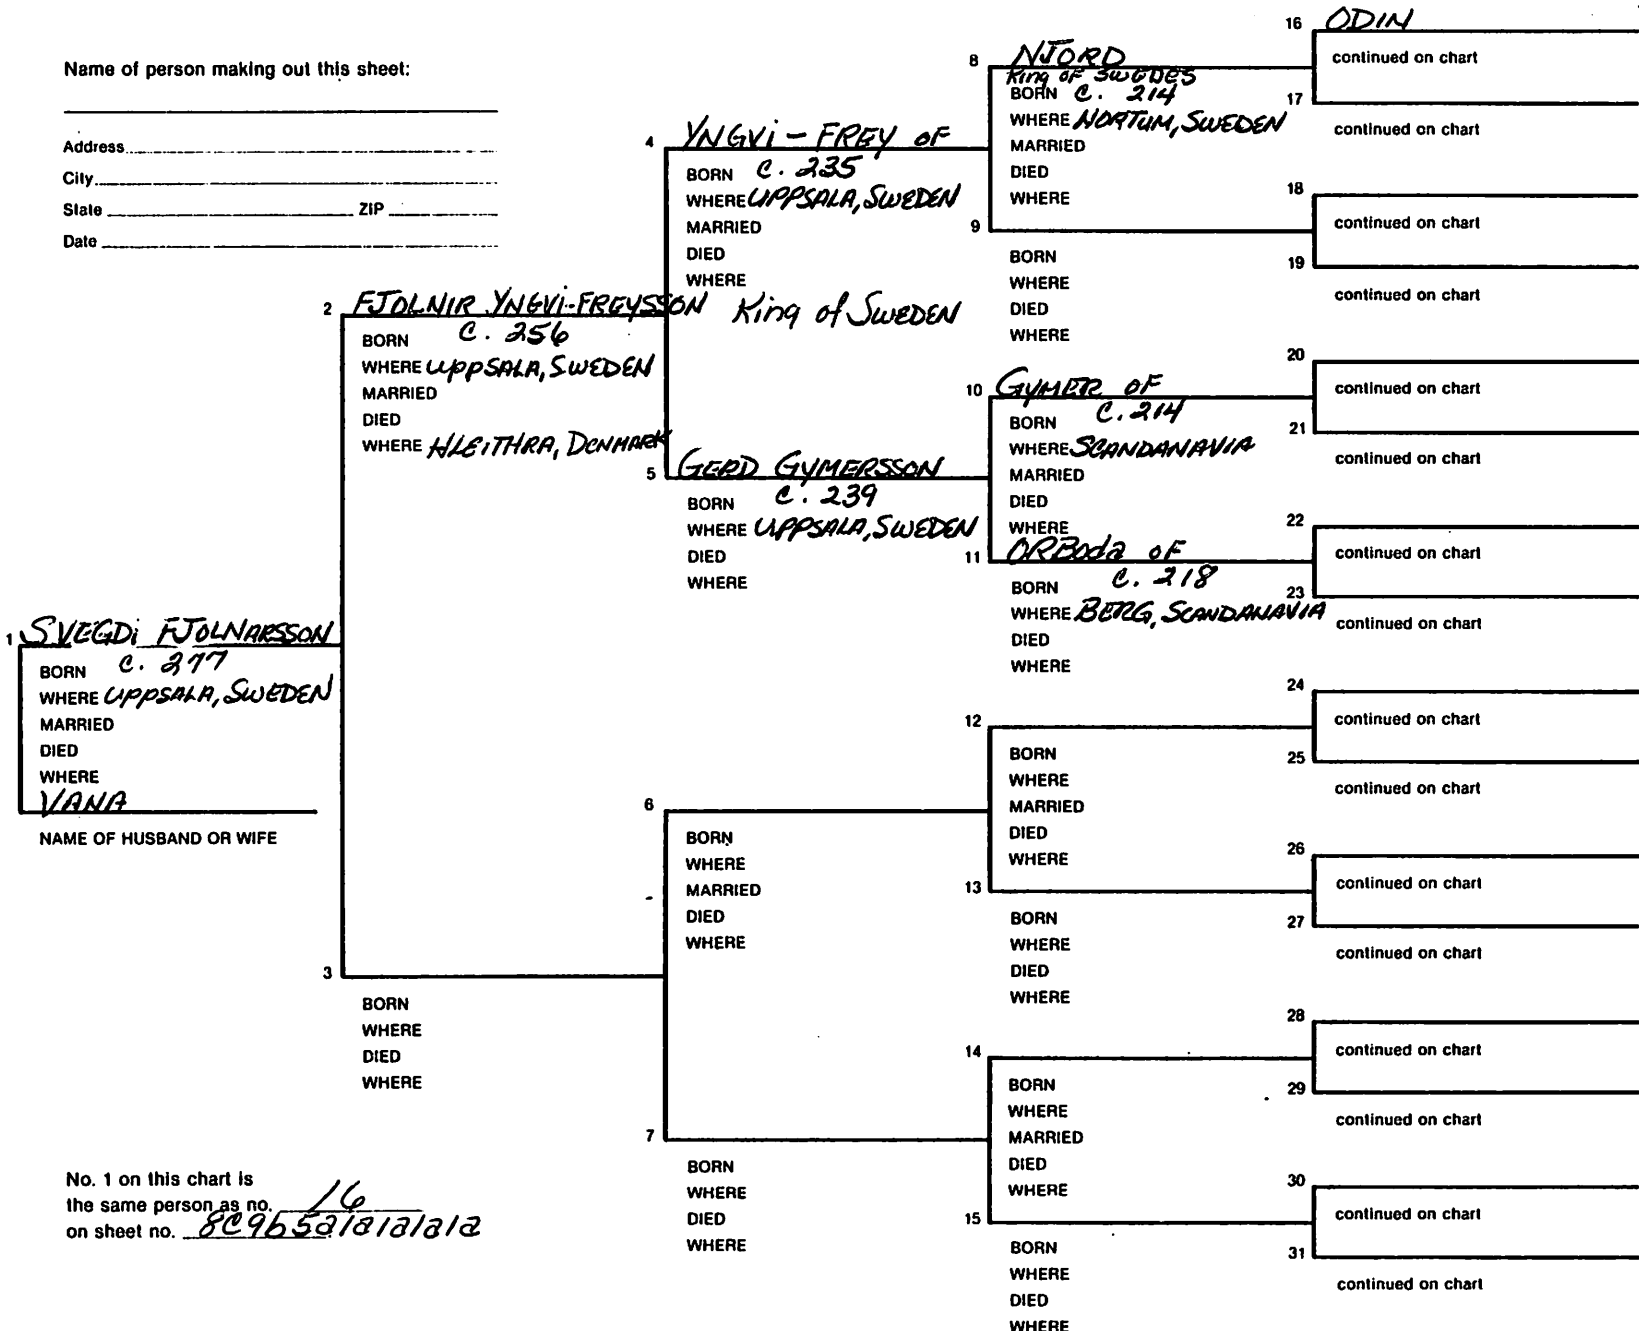 Name of person making out this sheet:
Address
City
State ZIP
Date
1 SVEGDi FJOLNARSSON
BORN C. 277
WHERE UPPSALA, SWEDEN
MARRIED
DIED
WHERE
VANA
NAME OF HUSBAND OR WIFE
2 FJOLNIR YNGVi-FREYSSON
BORN C. 256
WHERE UPPSALA, SWEDEN
MARRIED
DIED
WHERE HLEITHRA, DENMARK
3
BORN
WHERE
DIED
WHERE
4 YNGVi - FREY OF
BORN C. 235
WHERE UPPSALA, SWEDEN
MARRIED
DIED
WHERE
King of SWEDEN
5 GERD GYMERSSON
BORN C. 239
WHERE UPPSALA, SWEDEN
DIED
WHERE
6
BORN
WHERE
MARRIED
DIED
WHERE
7
BORN
WHERE
DIED
WHERE
8 NJORD
King OF SWEDES
BORN C. 214
WHERE NORTUM, SWEDEN
MARRIED
DIED
WHERE
9
BORN
WHERE
DIED
WHERE
10 GYMER OF
BORN C. 214
WHERE SCANDANAVIA
MARRIED
DIED
WHERE
11 ORBoda OF
BORN C. 218
WHERE BERG, SCANDANAVIA
DIED
WHERE
12
BORN
WHERE
MARRIED
DIED
WHERE
13
BORN
WHERE
DIED
WHERE
14
BORN
WHERE
MARRIED
DIED
WHERE
15
BORN
WHERE
DIED
WHERE
16 ODIN
continued on chart
17
continued on chart
18
continued on chart
19
continued on chart
20
continued on chart
21
continued on chart
22
continued on chart
23
continued on chart
24
continued on chart
25
continued on chart
26
continued on chart
27
continued on chart
28
continued on chart
29
continued on chart
30
continued on chart
31
continued on chart
No. 1 on this chart is
the same person as no. 16
on sheet no. 8C9b5a1a1a1a1a